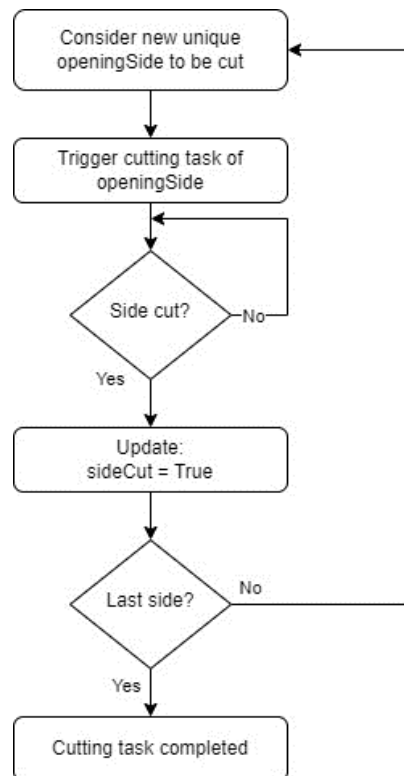 Consider new unique
openingSide to be cut
Trigger cutting task of
openingSide
Side cut?
No
Yes
Update:
sideCut = True
Last side?
No
Yes
Cutting task completed